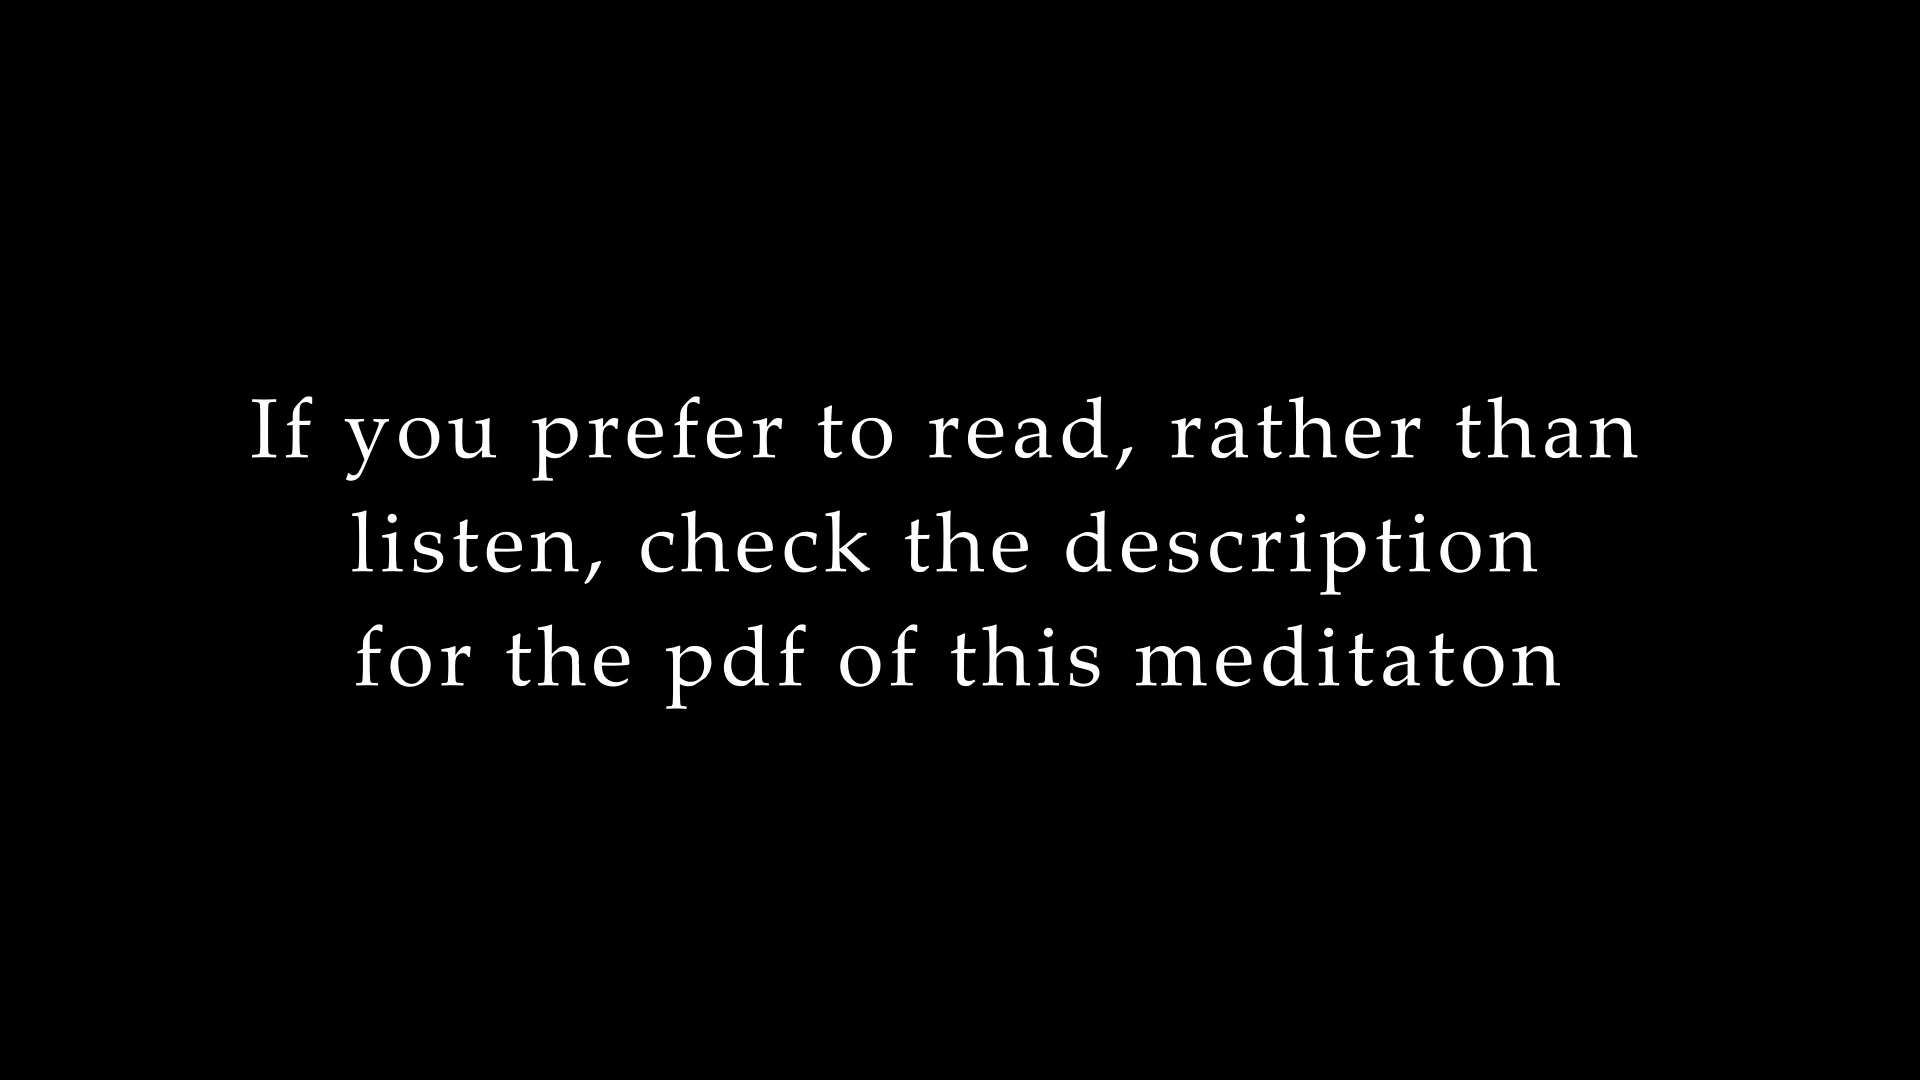 If you prefer to read, rather than
listen, check the description
for the pdf of this meditaton